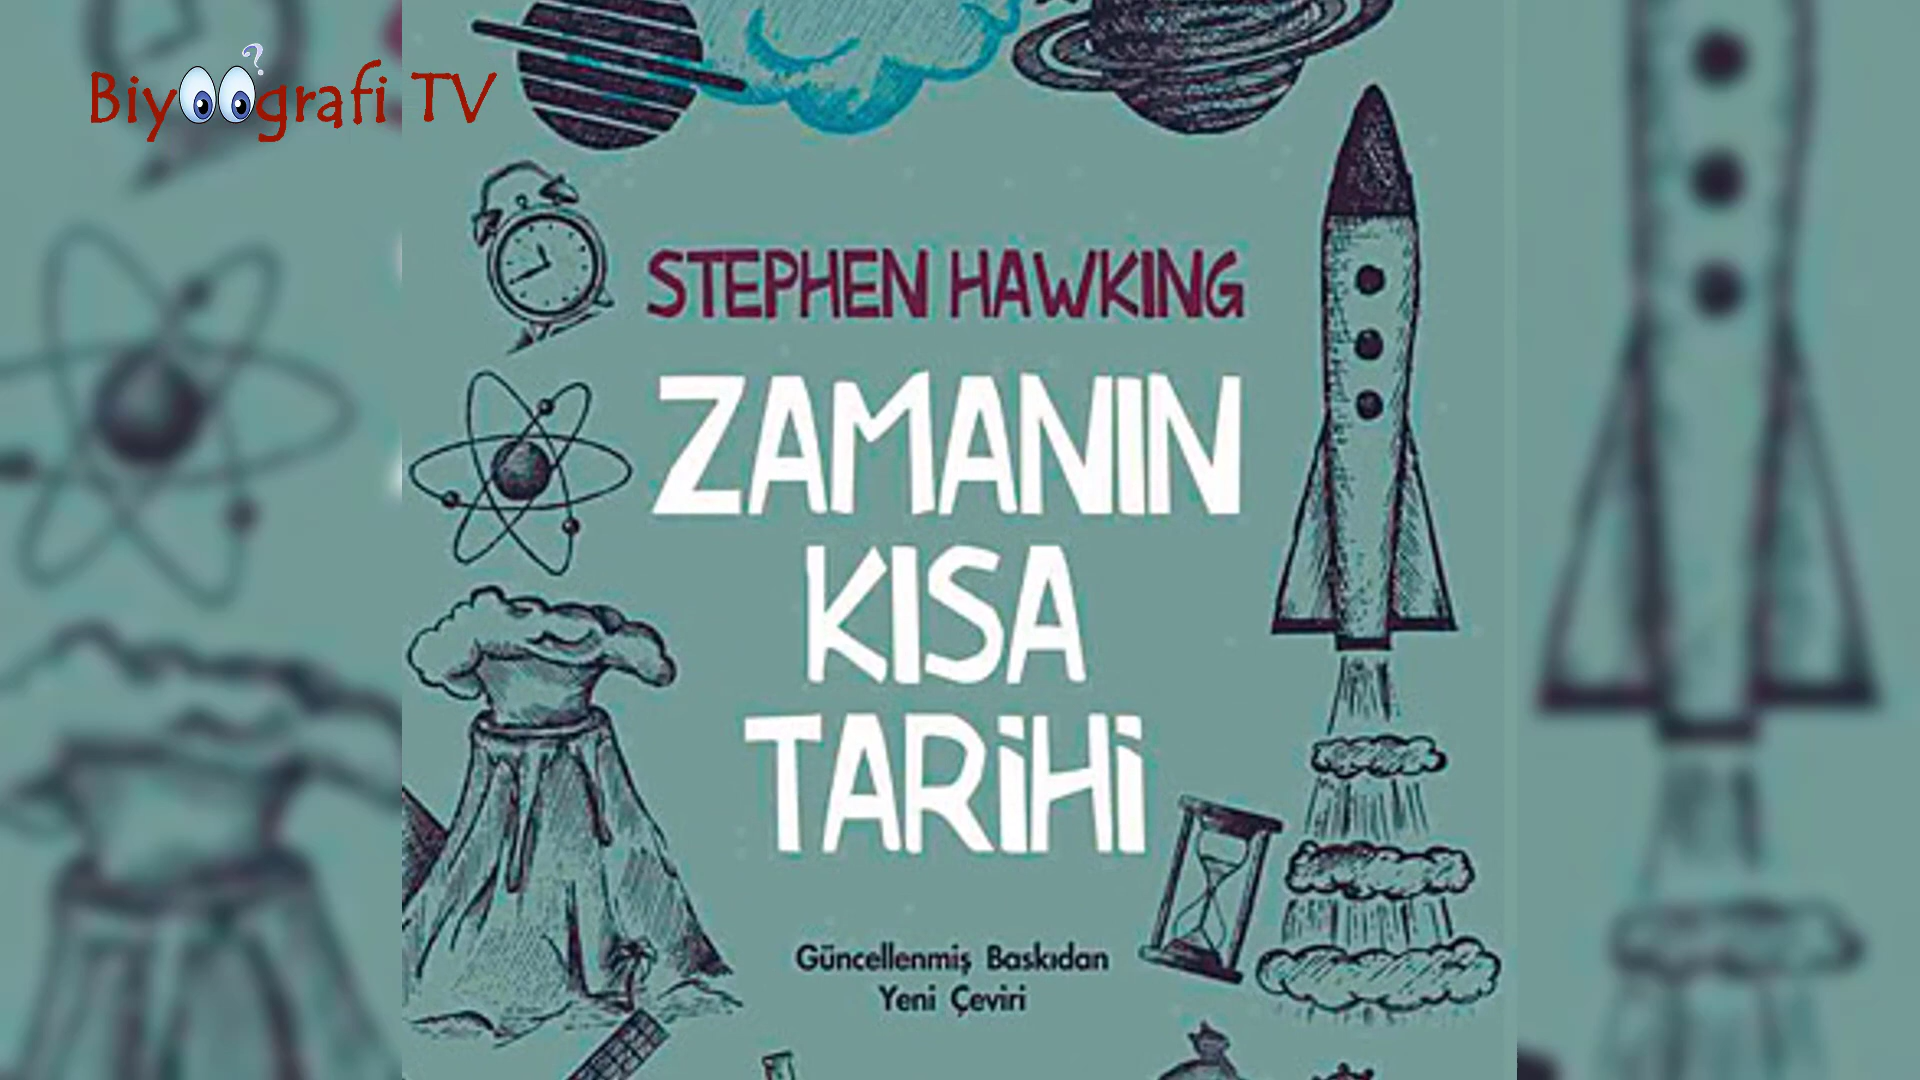 Biyografi TV
STEPHEN HAWKING
ZAMANIN
KISA
TARİHİ
Güncellenmiş Baskıdan
Yeni Çeviri